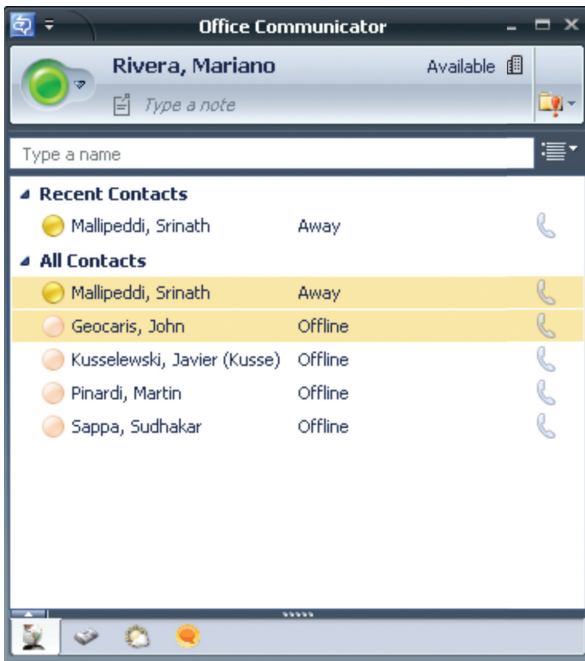 Office Communicator
Rivera, Mariano Available
Type a note
Type a name
Recent Contacts
Mallipeddi, Srinath Away
All Contacts
Mallipeddi, Srinath Away
Geocaris, John Offline
Kusselewski, Javier (Kusse) Offline
Pinardi, Martin Offline
Sappa, Sudhakar Offline